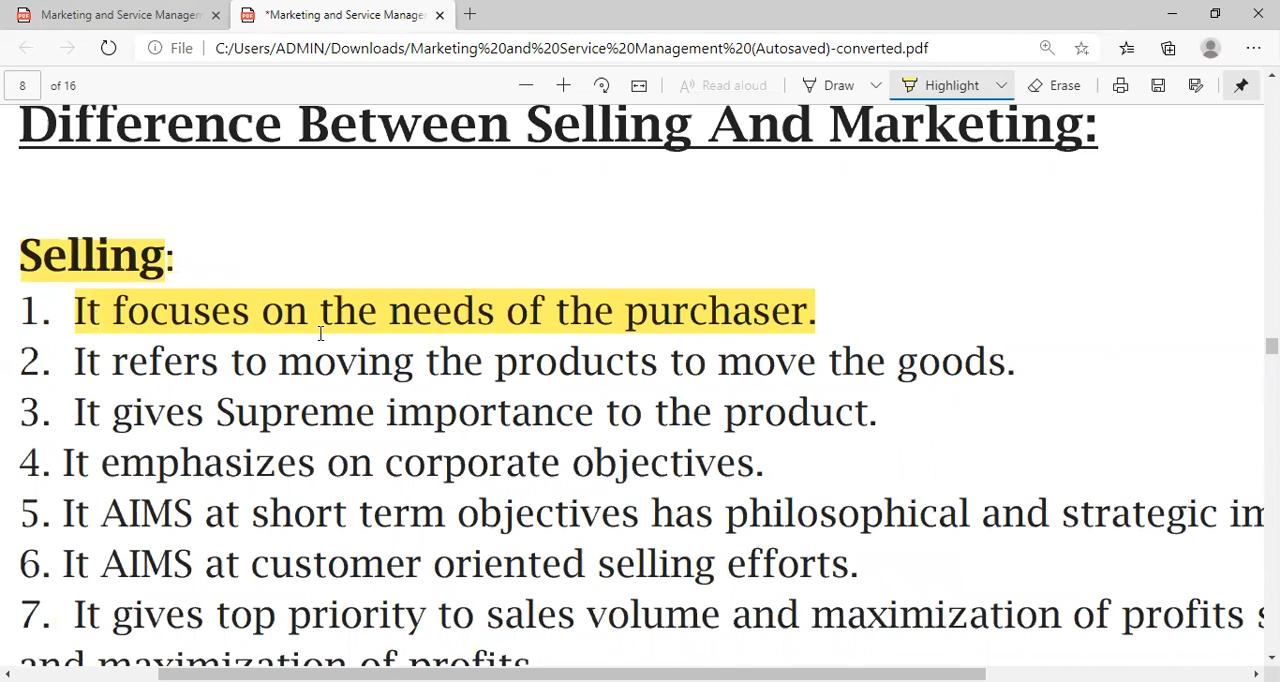 Marketing and Service Managem
*Marketing and Service Manage
File
C:/Users/ADMIN/Downloads/Marketing%20and%20Service%20Management%20(Autosaved)-converted.pdf
8 of 16
Read aloud
Draw
Highlight
Erase
Difference Between Selling And Marketing:
Selling:
1. It focuses on the needs of the purchaser.
2. It refers to moving the products to move the goods.
3. It gives Supreme importance to the product.
4. It emphasizes on corporate objectives.
5. It AIMS at short term objectives has philosophical and strategic im
6. It AIMS at customer oriented selling efforts.
7. It gives top priority to sales volume and maximization of profits s
and maximization of profits.